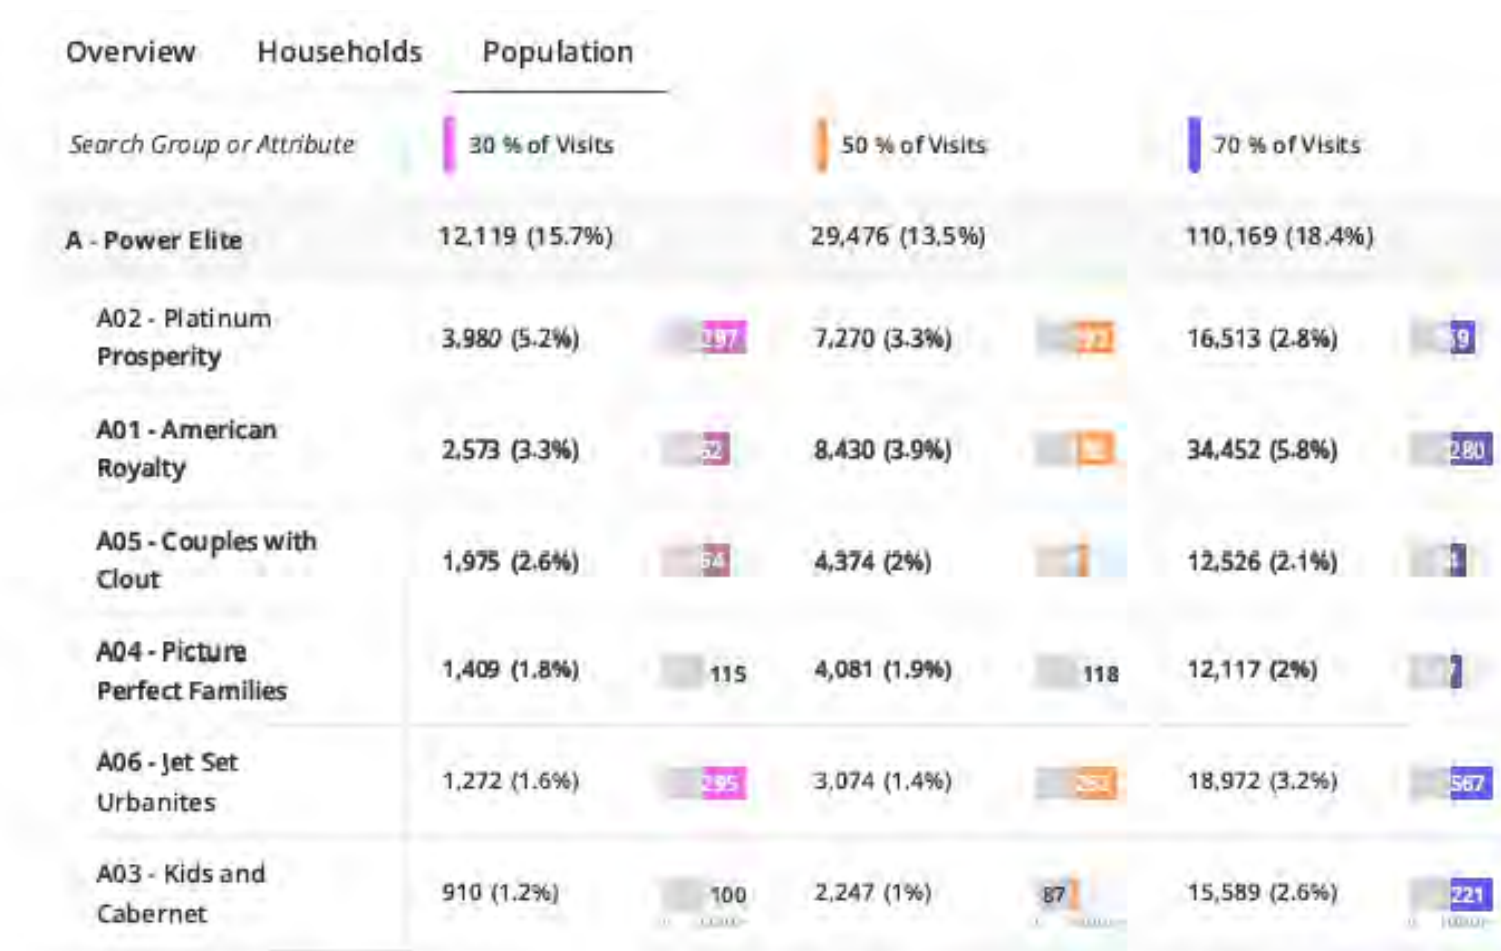 Overview Households Population
Search Group or Attribute 30 % of Visits 50 % of Visits 70 % of Visits
A - Power Elite 12,119 (15.7%) 29,476 (13.5%) 110,169 (18.4%)
A02 - Platinum
Prosperity 3,980 (5.2%) 297 7,270 (3.3%) 16,513 (2.8%)
A01 - American
Royalty 2,573 (3.3%) 8,430 (3.9%) 34,452 (5.8%) 280
A05 - Couples with
Clout 1,975 (2.6%) 4,374 (2%) 12,526 (2.1%)
A04 - Picture
Perfect Families 1,409 (1.8%) 115 4,081 (1.9%) 118 12,117 (2%)
A06 - Jet Set
Urbanites 1,272 (1.6%) 295 3,074 (1.4%) 18,972 (3.2%) 567
A03 - Kids and
Cabernet 910 (1.2%) 100 2,247 (1%) 87 15,589 (2.6%) 221